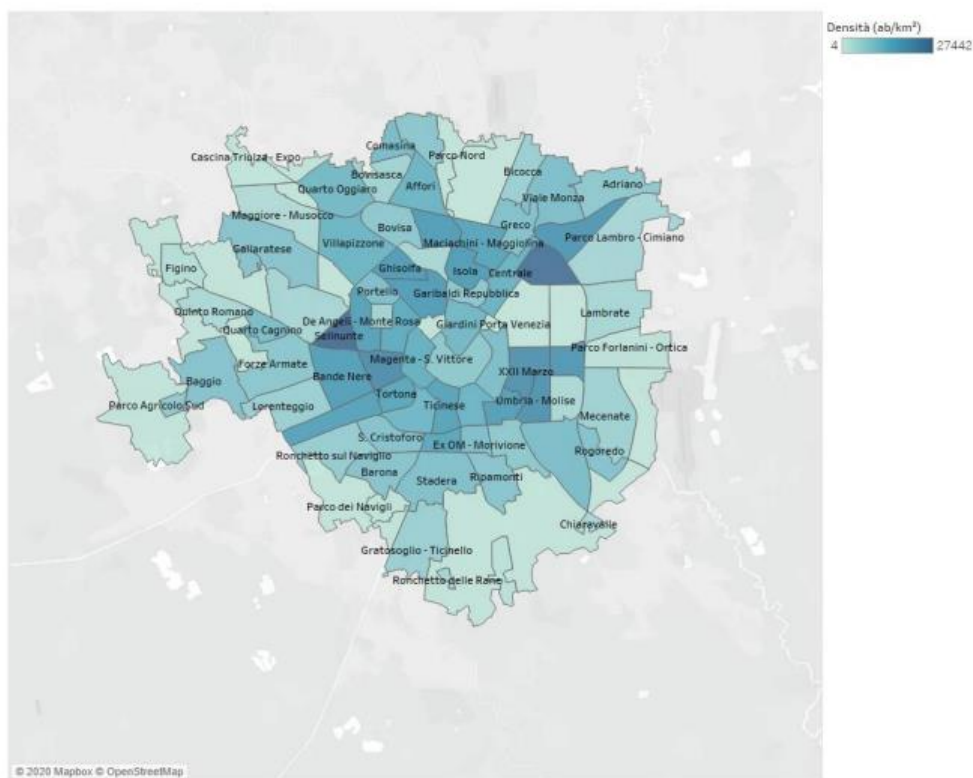 Densità (ab/km²)
4 27442
Comasina
Cascina Triulza - Expo
Parco Nord
Bovisasca
Bicocca
Quarto Oggiaro
Affori
Adriano
Viale Monza
Maggiore - Musocco
Greco
Bovisa
Parco Lambro - Cimiano
Villapizzone
Maciachini - Maggiolina
Gallaratese
Figino
Ghisolfa
Isola
Centrale
Portello
Garibaldi Repubblica
Quinto Romano
Lambrate
De Angeli - Monte Rosa
Giardini Porta Venezia
Quarto Cagnino
Selinunte
Parco Forlanini - Ortica
Forze Armate
Magenta - S. Vittore
XXII Marzo
Baggio
Bande Nere
Tortona
Umbria - Molise
Parco Agricolo Sud
Lorenteggio
Ticinese
Mecenate
S. Cristoforo
Ex OM - Morivione
Ronchetto sul Naviglio
Rogoredo
Barona
Stadera
Ripamonti
Parco dei Navigli
Chiaravalle
Gratosoglio - Ticinello
Ronchetto delle Rane
© 2020 Mapbox © OpenStreetMap